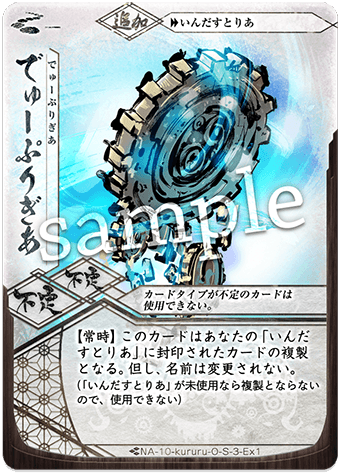 追加
いんだすとりあ
でゅーぷりぎあ
でゅーぷりぎあ
sample
不定
不定
カードタイプが不定のカードは
使用できない。
【常時】このカードはあなたの「いんだ
すとりあ」に封印されたカードの複製
となる。但し、名前は変更されない。
(「いんだすとりあ」が未使用なら複製とならない
ので、使用できない)
NA-10-kururu-O-S-3-Ex1